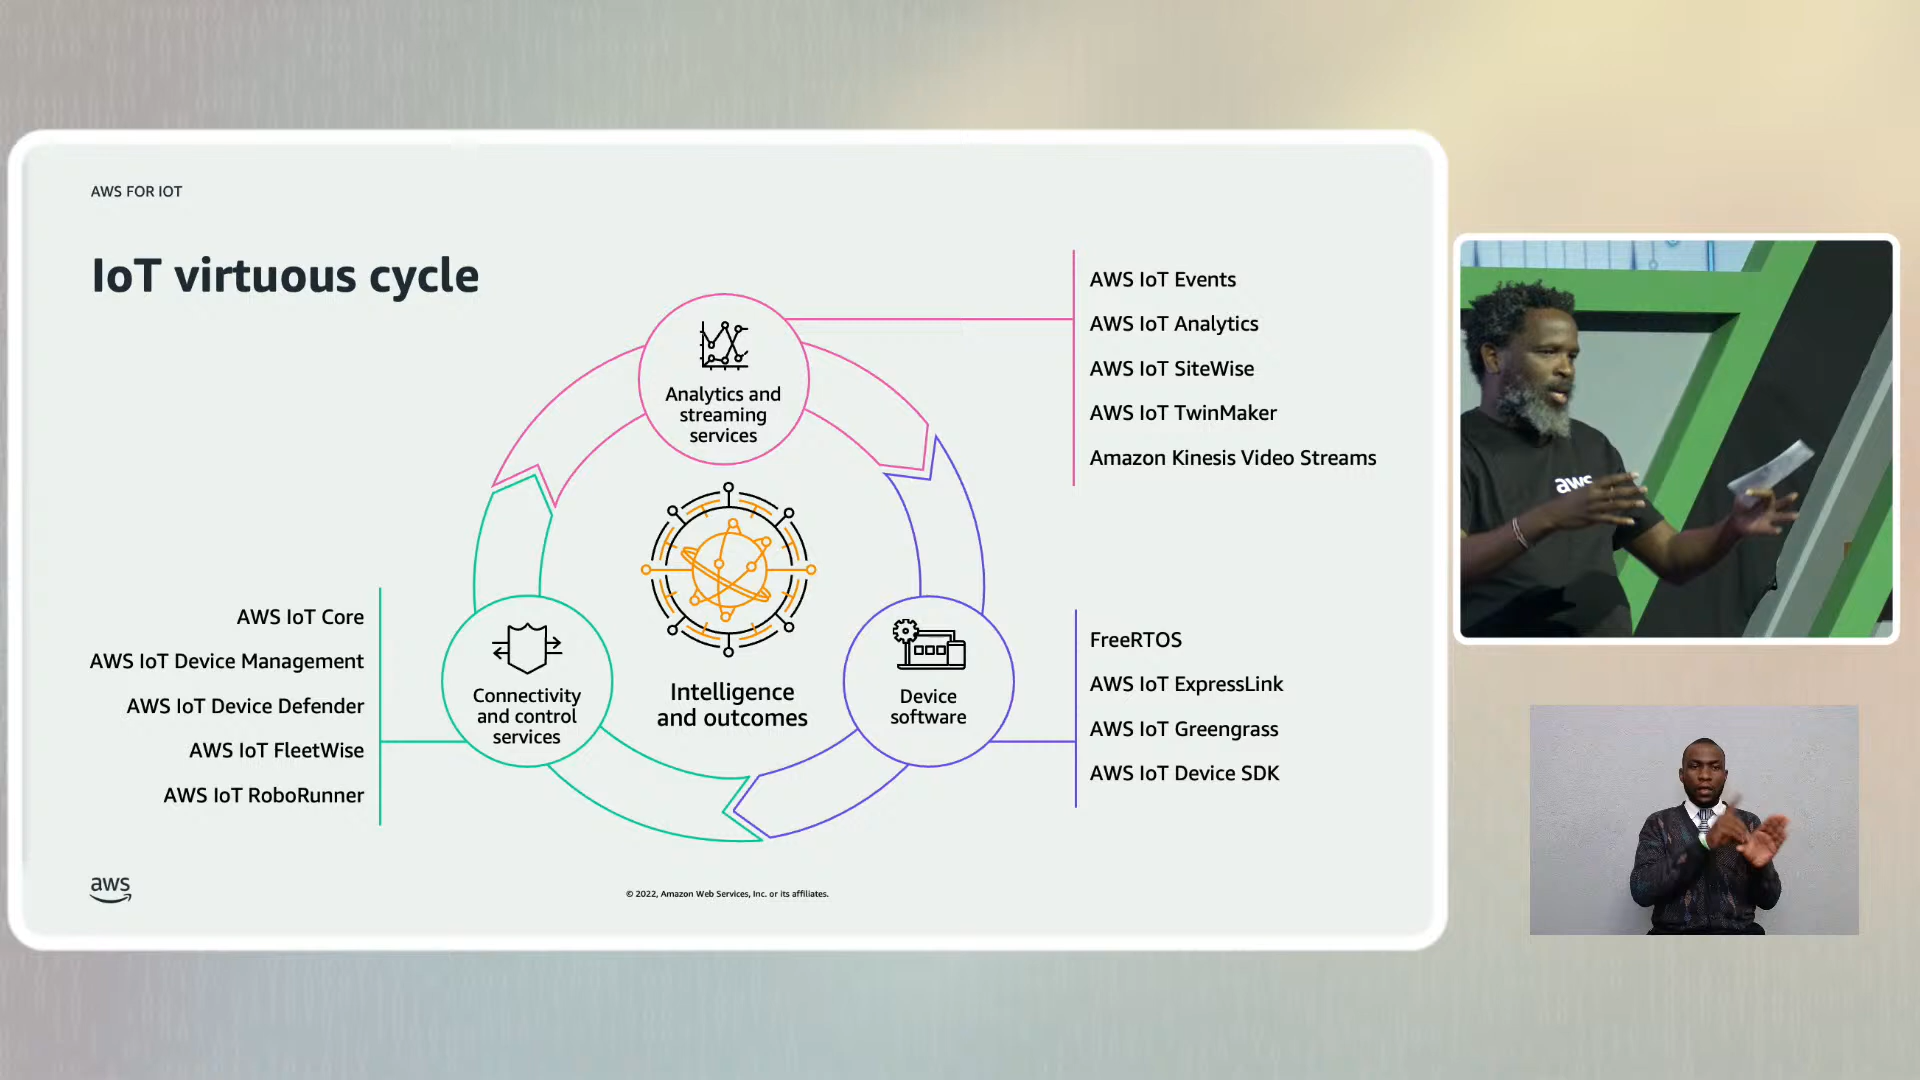 AWS FOR IOT
IoT virtuous cycle
Analytics and
streaming
services
AWS IoT Events
AWS IoT Analytics
AWS IoT SiteWise
AWS IoT TwinMaker
Amazon Kinesis Video Streams
AWS IoT Core
AWS IoT Device Management
AWS IoT Device Defender
AWS IoT FleetWise
AWS IoT RoboRunner
Connectivity
and control
services
Intelligence
and outcomes
Device
software
FreeRTOS
AWS IoT ExpressLink
AWS IoT Greengrass
AWS IoT Device SDK
aws
© 2022, Amazon Web Services, Inc. or its affiliates.
aws